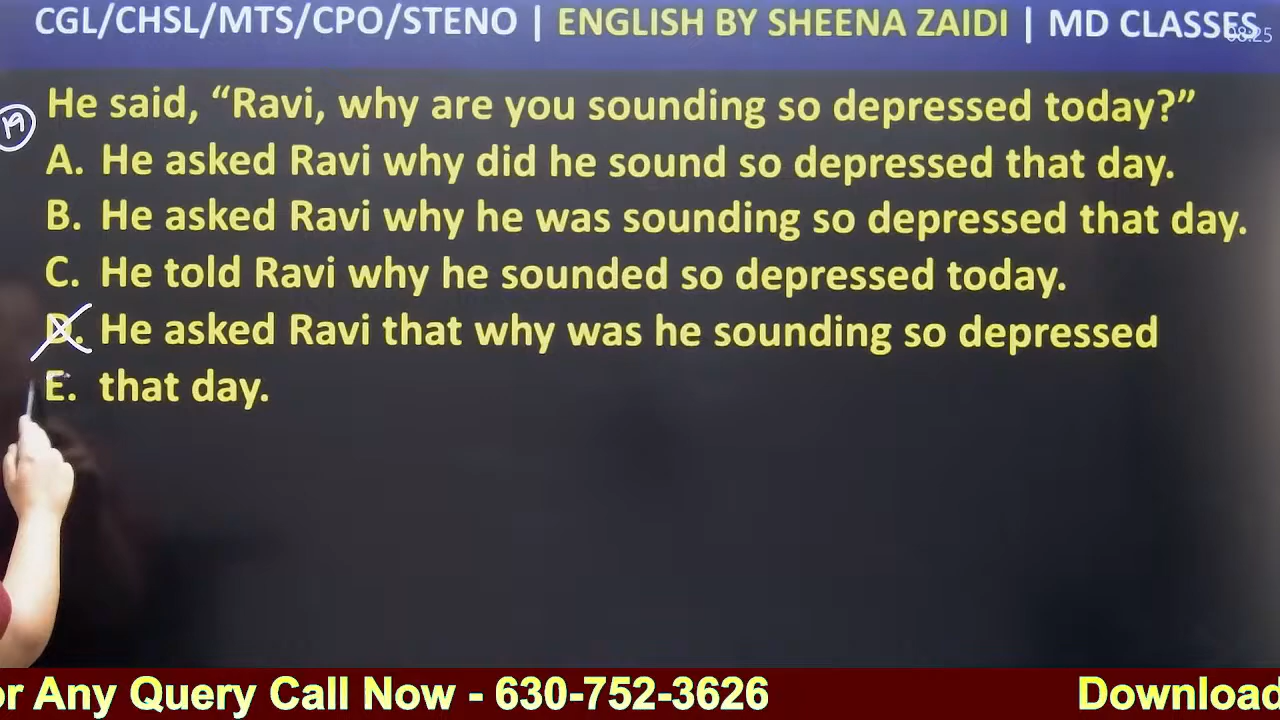 CGL/CHSL/MTS/CPO/STENO | ENGLISH BY SHEENA ZAIDI | MD CLASSES
08:25
19
He said, “Ravi, why are you sounding so depressed today?”
A. He asked Ravi why did he sound so depressed that day.
B. He asked Ravi why he was sounding so depressed that day.
C. He told Ravi why he sounded so depressed today.
D. He asked Ravi that why was he sounding so depressed
E. that day.
or Any Query Call Now - 630-752-3626
Download